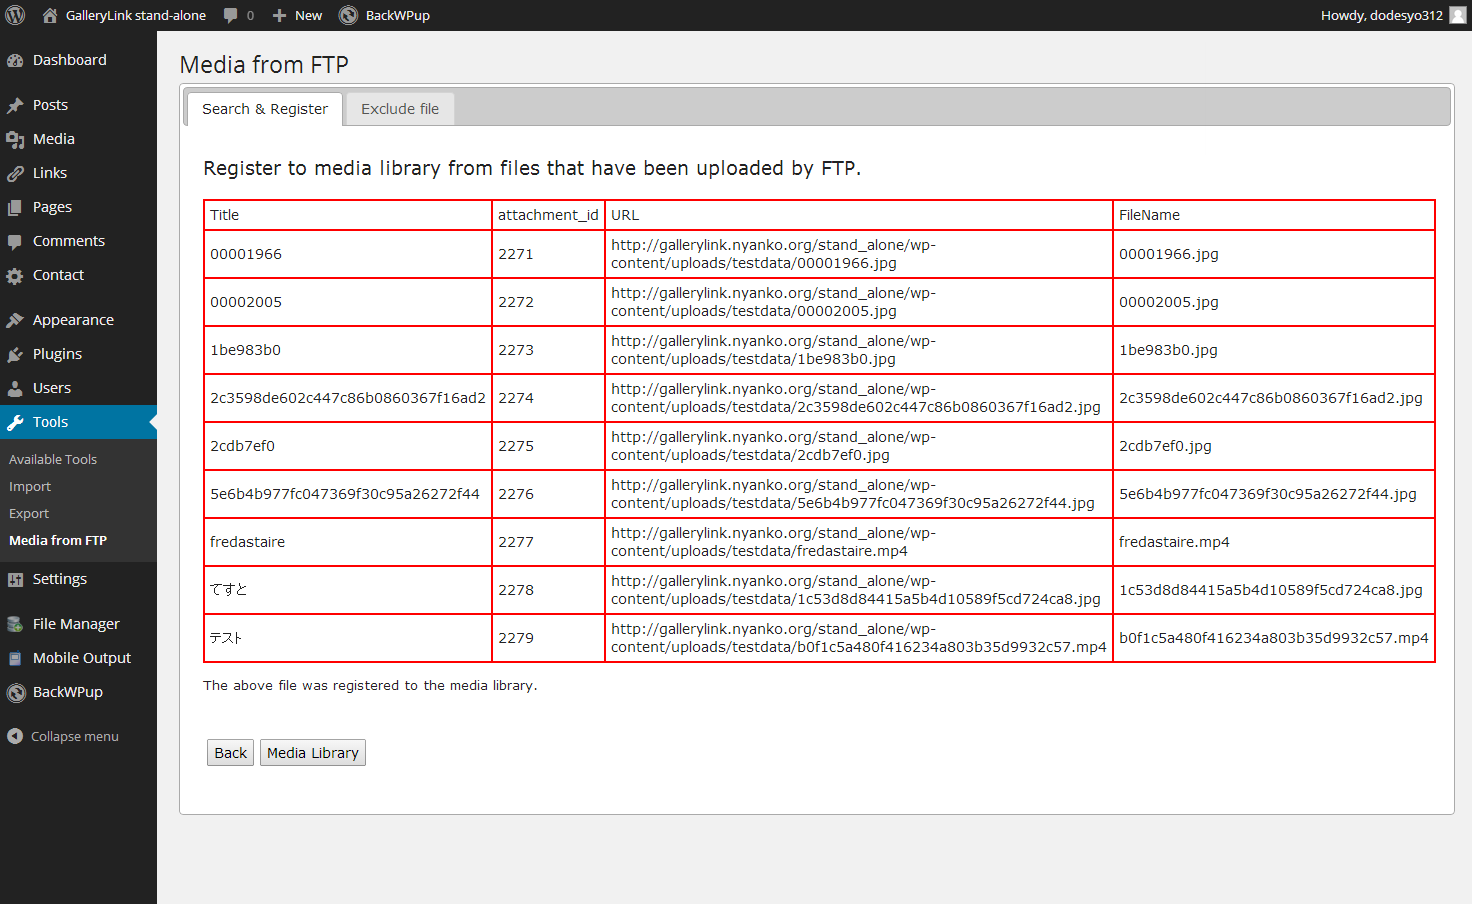 GalleryLink stand-alone 0 New BackWPup Howdy, dodesyo312
Dashboard
Posts
Media
Links
Pages
Comments
Contact
Appearance
Plugins
Users
Tools
Available Tools
Import
Export
Media from FTP
Settings
File Manager
Mobile Output
BackWPup
Collapse menu
Media from FTP
Search & Register Exclude file
Register to media library from files that have been uploaded by FTP.
Title attachment_id URL FileName
00001966 2271 http://gallerylink.nyanko.org/stand_alone/wp-
content/uploads/testdata/00001966.jpg 00001966.jpg
00002005 2272 http://gallerylink.nyanko.org/stand_alone/wp-
content/uploads/testdata/00002005.jpg 00002005.jpg
1be983b0 2273 http://gallerylink.nyanko.org/stand_alone/wp-
content/uploads/testdata/1be983b0.jpg 1be983b0.jpg
2c3598de602c447c86b0860367f16ad2 2274 http://gallerylink.nyanko.org/stand_alone/wp-
content/uploads/testdata/2c3598de602c447c86b0860367f16ad2.jpg 2c3598de602c447c86b0860367f16ad2.jpg
2cdb7ef0 2275 http://gallerylink.nyanko.org/stand_alone/wp-
content/uploads/testdata/2cdb7ef0.jpg 2cdb7ef0.jpg
5e6b4b977fc047369f30c95a26272f44 2276 http://gallerylink.nyanko.org/stand_alone/wp-
content/uploads/testdata/5e6b4b977fc047369f30c95a26272f44.jpg 5e6b4b977fc047369f30c95a26272f44.jpg
fredastaire 2277 http://gallerylink.nyanko.org/stand_alone/wp-
content/uploads/testdata/fredastaire.mp4 fredastaire.mp4
てすと 2278 http://gallerylink.nyanko.org/stand_alone/wp-
content/uploads/testdata/1c53d8d84415a5b4d10589f5cd724ca8.jpg 1c53d8d84415a5b4d10589f5cd724ca8.jpg
テスト 2279 http://gallerylink.nyanko.org/stand_alone/wp-
content/uploads/testdata/b0f1c5a480f416234a803b35d9932c57.mp4 b0f1c5a480f416234a803b35d9932c57.mp4
The above file was registered to the media library.
Back Media Library